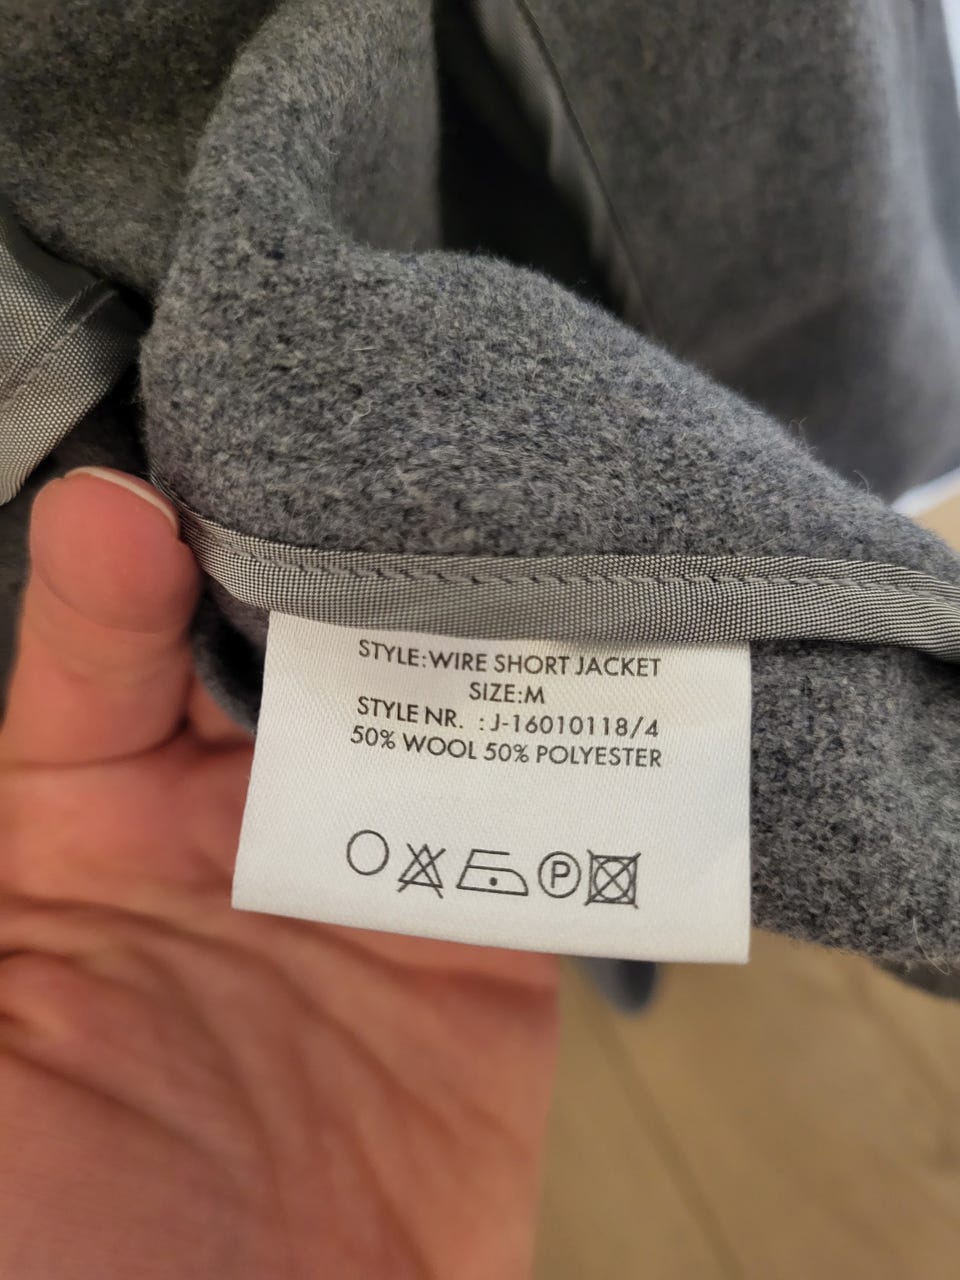 STYLE:WIRE SHORT JACKET
SIZE:M
STYLE NR. :J-16010118/4
50% WOOL 50% POLYESTER
P